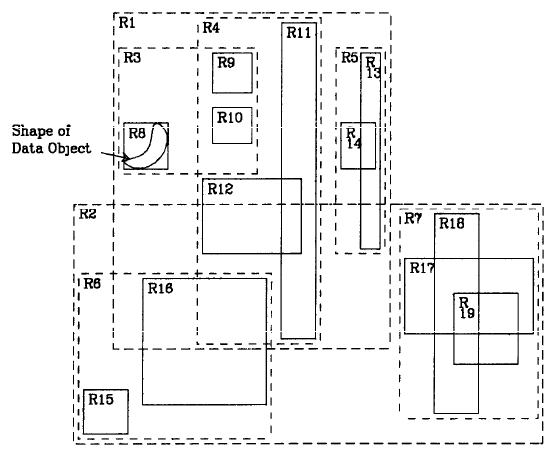 R1
R4
R11
R3
R9
R5
R
13
R10
R8
R
14
Shape of
Data Object
R12
R2
R7
R18
R17
R6
R16
R
19
R15